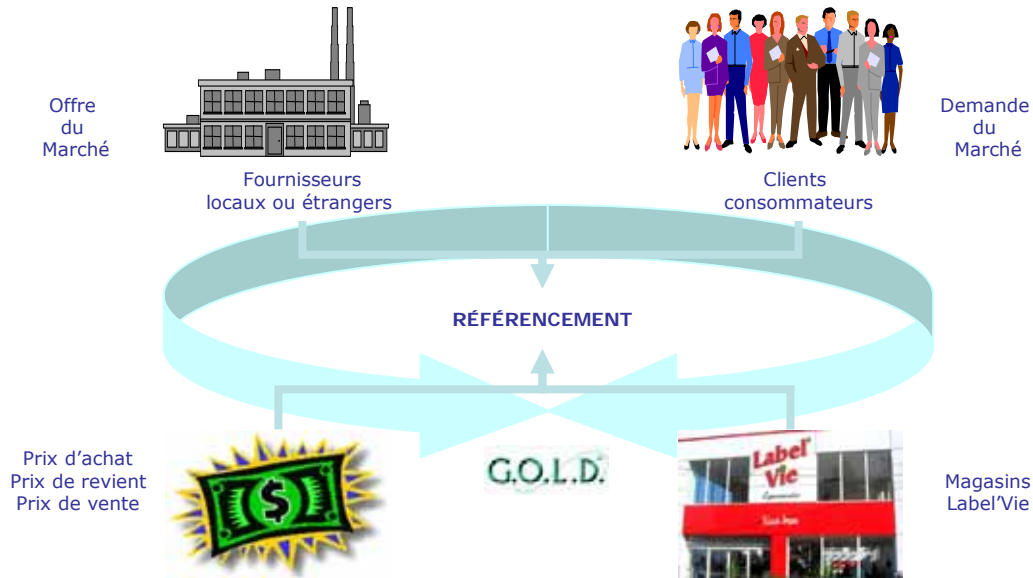 Offre
du
Marché
Demande
du
Marché
Fournisseurs
locaux ou étrangers
Clients
consommateurs
RÉFÉRENCEMENT
Prix d’achat
Prix de revient
Prix de vente
$
G.O.L.D.
Label'
Vie
Magasins
Label’Vie